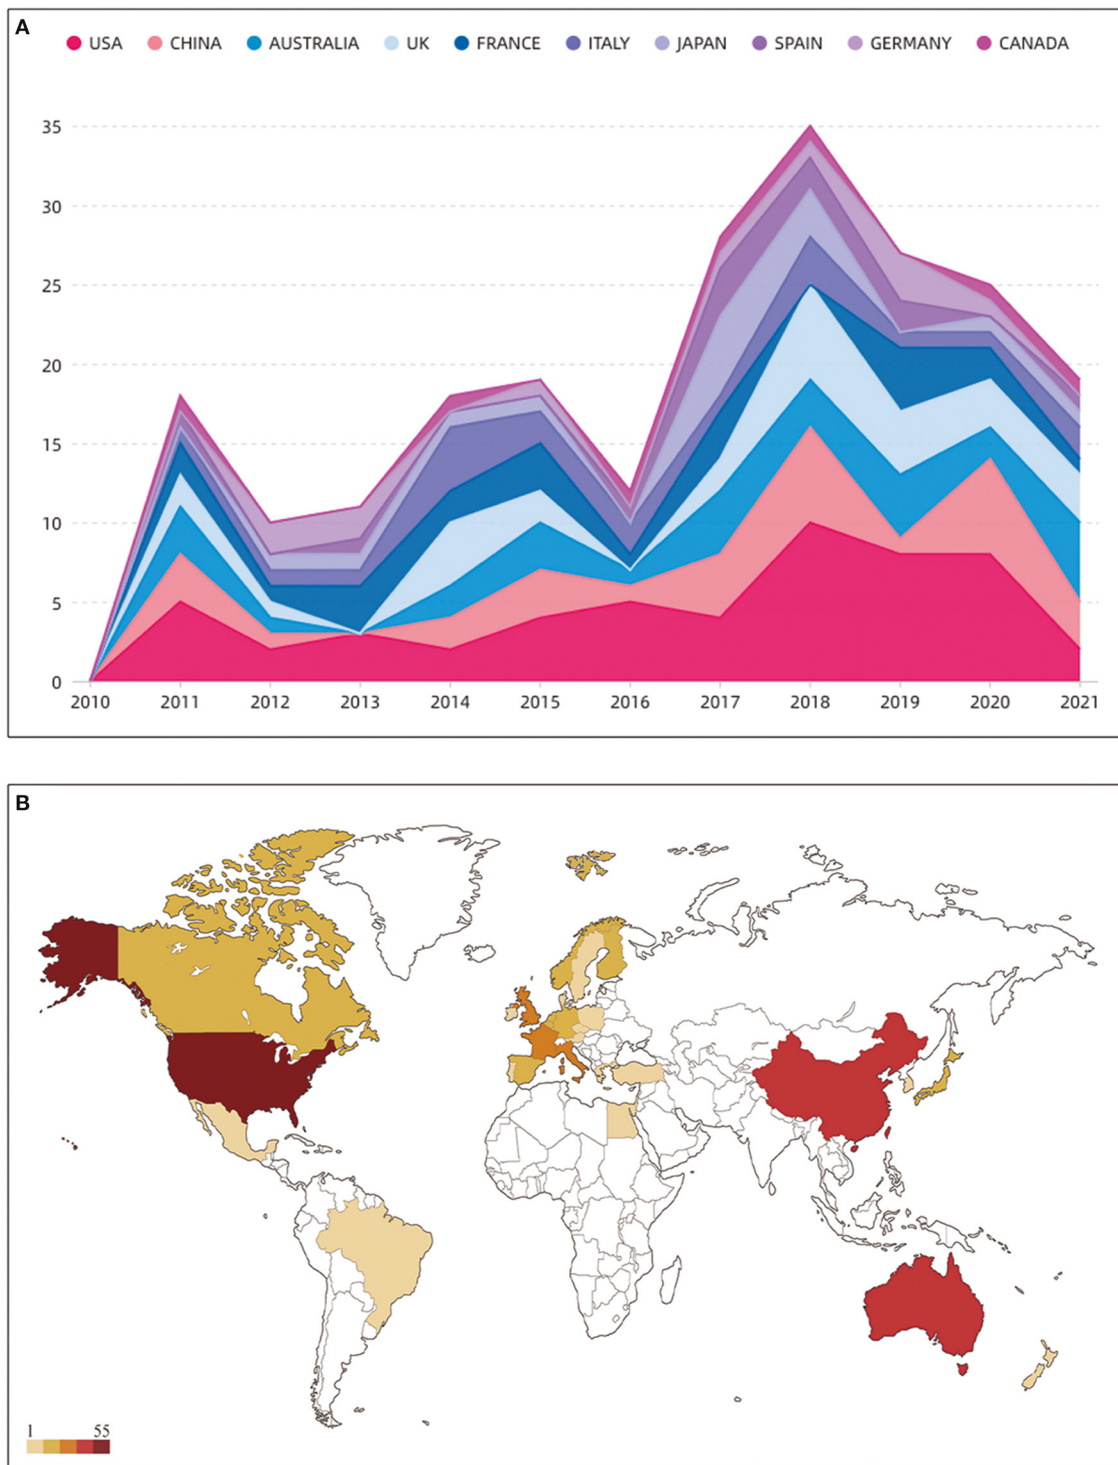 A
USA CHINA AUSTRALIA UK FRANCE ITALY JAPAN SPAIN GERMANY CANADA
35
30
25
20
15
10
5
0
2010 2011 2012 2013 2014 2015 2016 2017 2018 2019 2020 2021
B
1 55